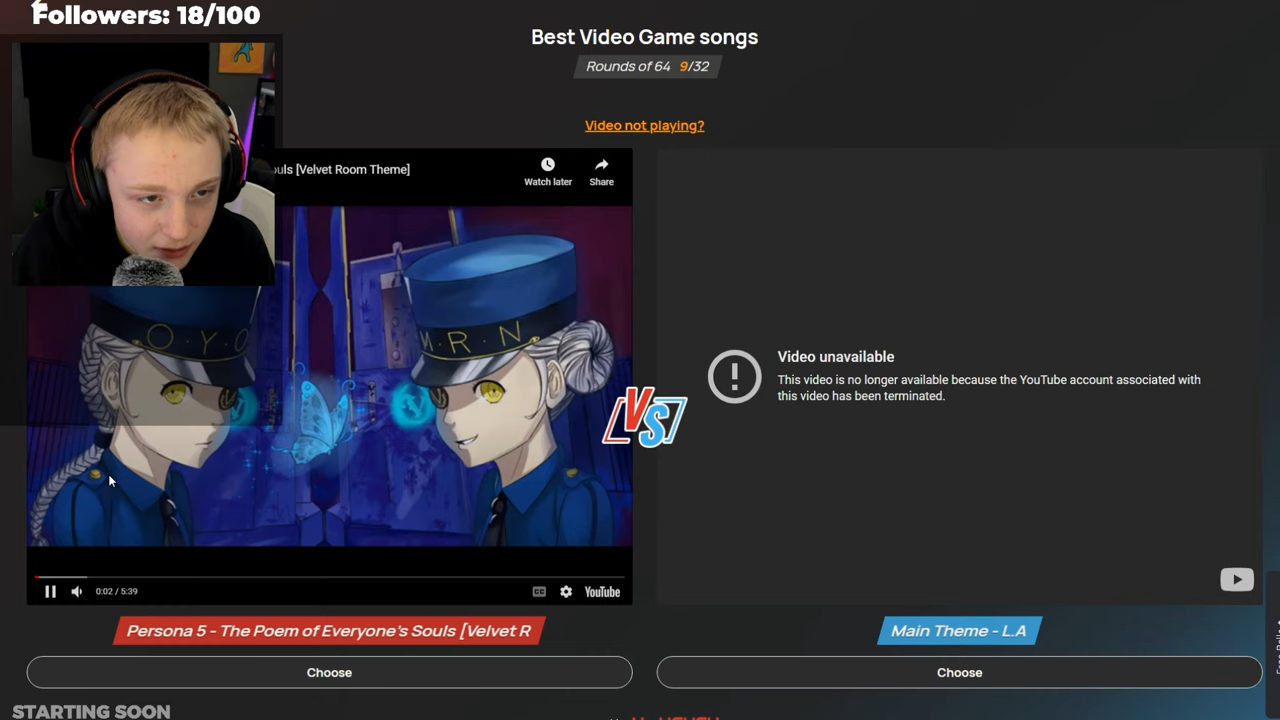 Followers: 18/100
Best Video Game songs
Rounds of 64 9/32
Video not playing?
[Velvet Room Theme]
Watch later
Share
O·Y·O
M·R·N
Video unavailable
This video is no longer available because the YouTube account associated with
this video has been terminated.
VS
0:02 / 5:39
CC
YouTube
Persona 5 - The Poem of Everyone's Souls [Velvet R
Main Theme - L.A
Choose
Choose
STARTING SOON